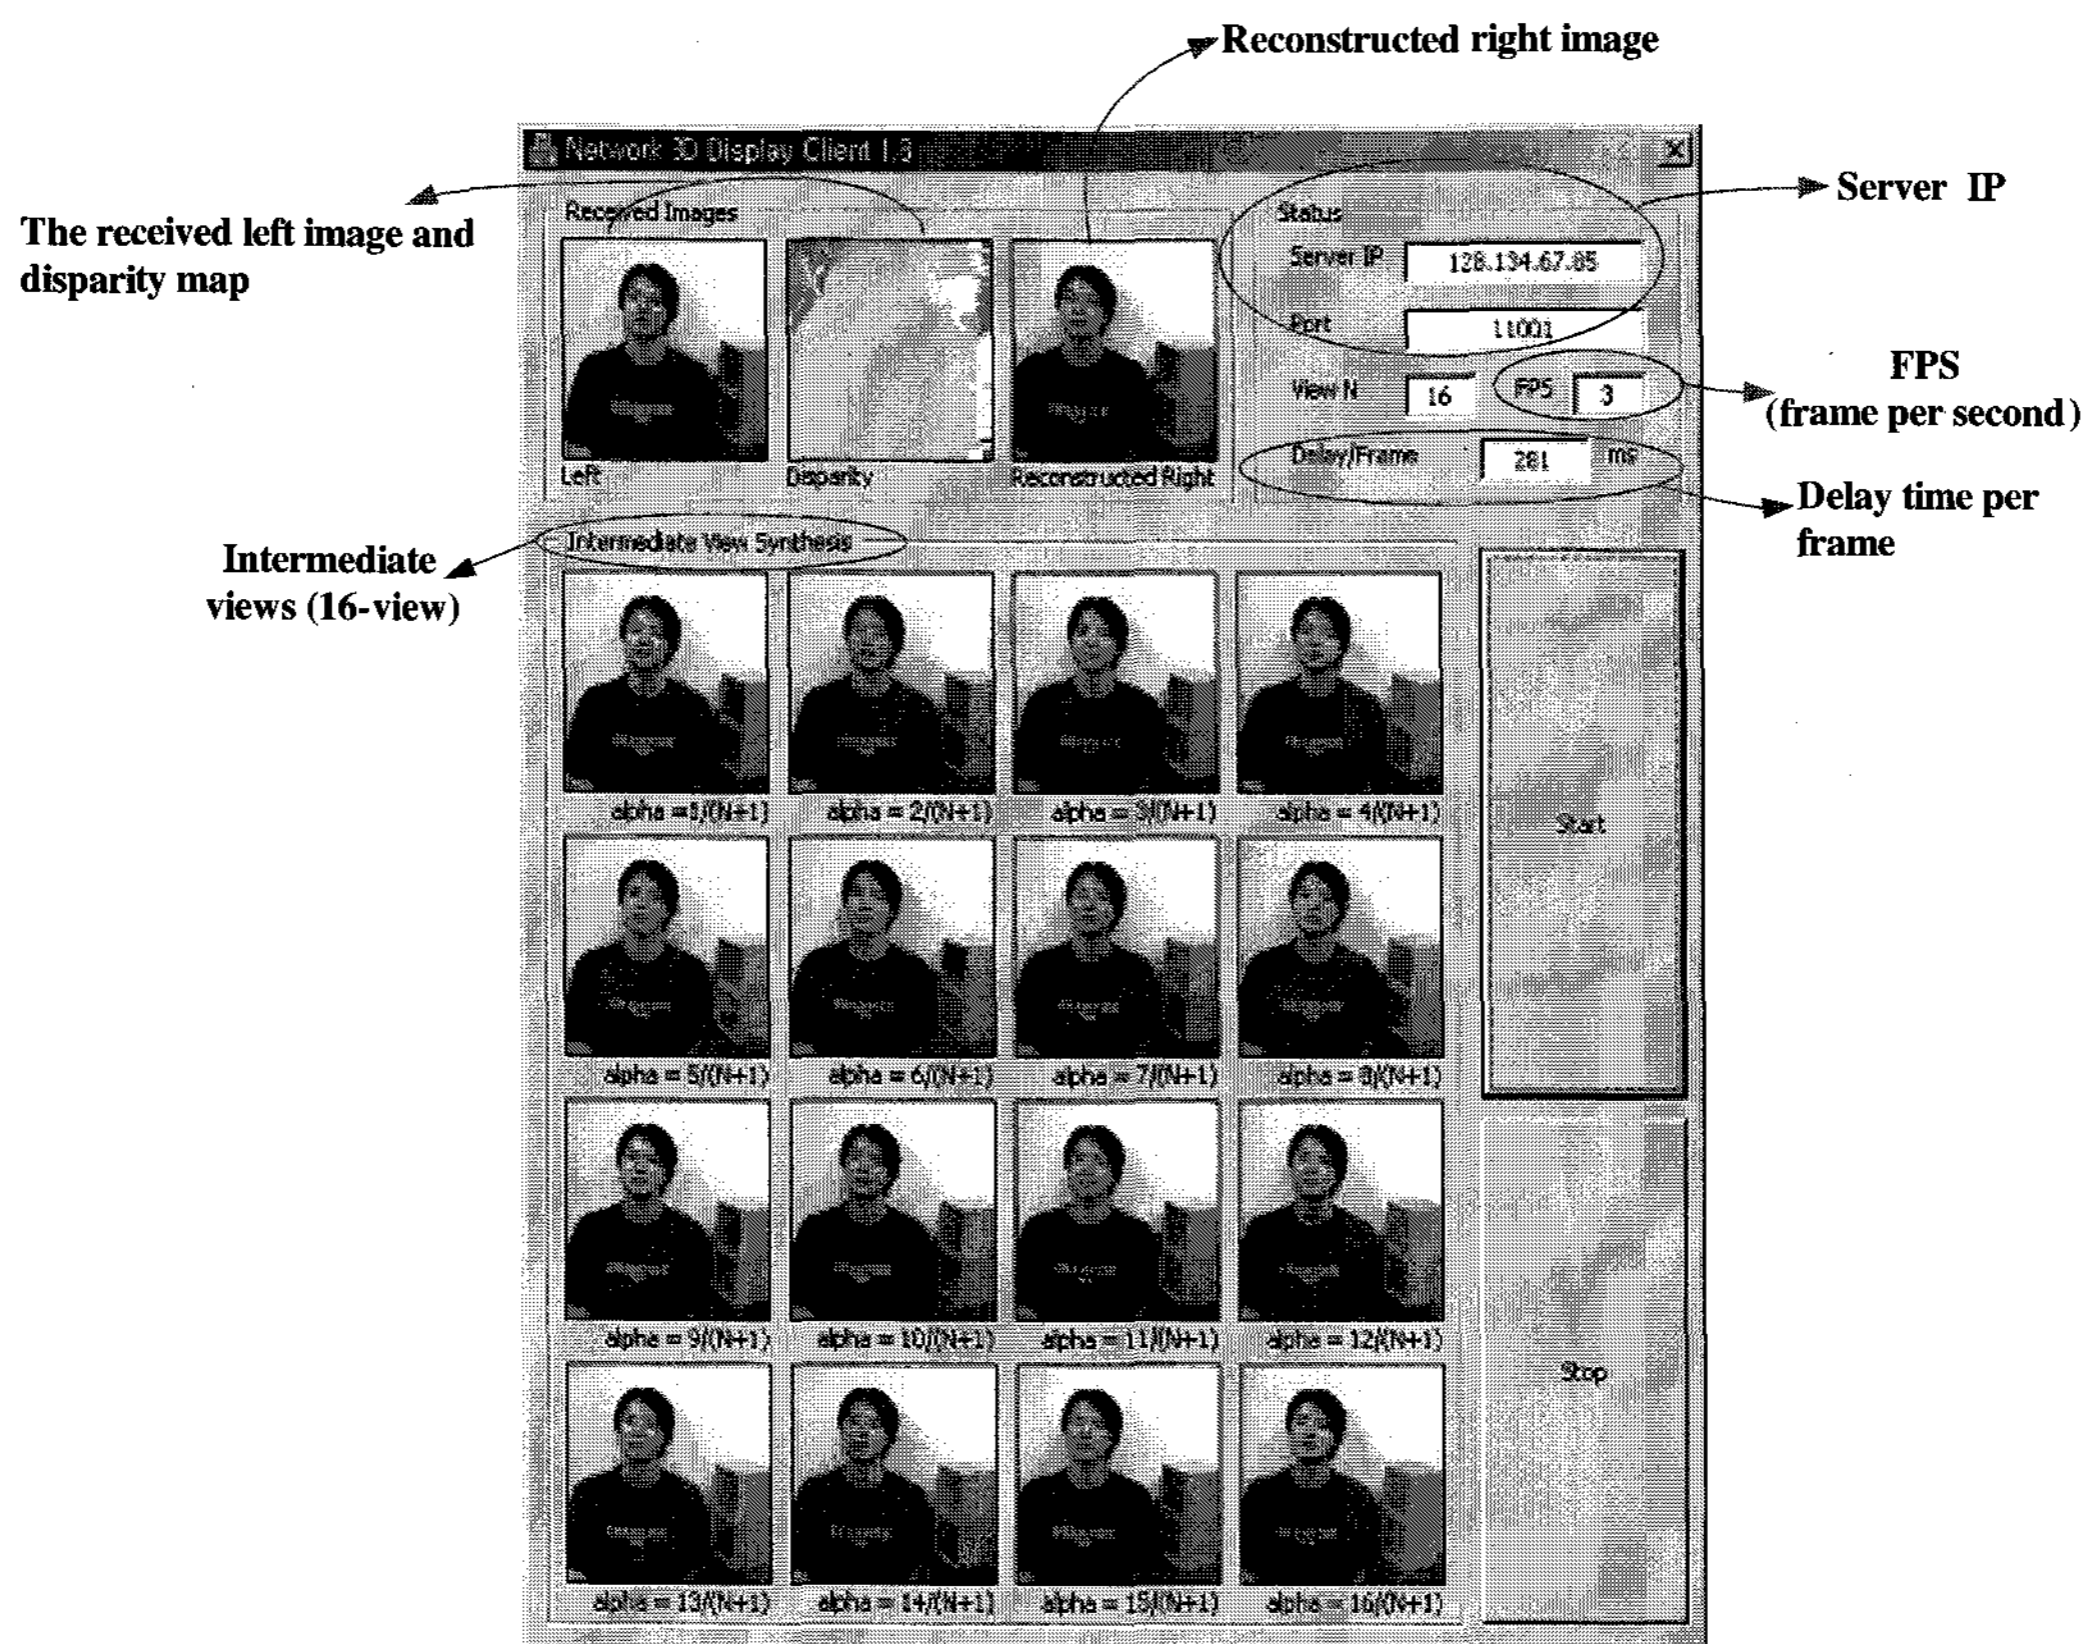 Reconstructed right image
Network 3D Display Client 1.5
Server IP
The received left image and
disparity map
Received Images
Left
Disparity
Reconstructed Right
Status
Server IP 128.134.67.85
Port 11001
View N 16 FPS 3
Delay/Frame 281 ms
FPS
(frame per second)
Delay time per
frame
Intermediate
views (16-view)
Intermediate View Synthesis
alpha =1/(N+1)
alpha = 2/(N+1)
alpha = 3/(N+1)
alpha = 4/(N+1)
alpha = 5/(N+1)
alpha = 6/(N+1)
alpha = 7/(N+1)
alpha = 8/(N+1)
alpha = 9/(N+1)
alpha = 10/(N+1)
alpha = 11/(N+1)
alpha = 12/(N+1)
alpha = 13/(N+1)
alpha = 14/(N+1)
alpha = 15/(N+1)
alpha = 16/(N+1)
Start
Stop